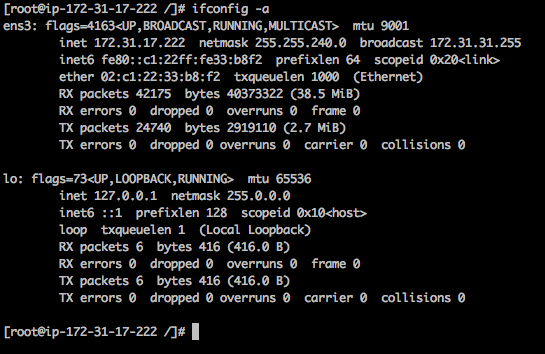 [root@ip-172-31-17-222 /]# ifconfig -a
ens3: flags=4163<UP,BROADCAST,RUNNING,MULTICAST>  mtu 9001
        inet 172.31.17.222  netmask 255.255.240.0  broadcast 172.31.31.255
        inet6 fe80::c1:22ff:fe33:b8f2  prefixlen 64  scopeid 0x20<link>
        ether 02:c1:22:33:b8:f2  txqueuelen 1000  (Ethernet)
        RX packets 42175  bytes 40373322 (38.5 MiB)
        RX errors 0  dropped 0  overruns 0  frame 0
        TX packets 24740  bytes 2919110 (2.7 MiB)
        TX errors 0  dropped 0 overruns 0  carrier 0  collisions 0

lo: flags=73<UP,LOOPBACK,RUNNING>  mtu 65536
        inet 127.0.0.1  netmask 255.0.0.0
        inet6 ::1  prefixlen 128  scopeid 0x10<host>
        loop  txqueuelen 1  (Local Loopback)
        RX packets 6  bytes 416 (416.0 B)
        RX errors 0  dropped 0  overruns 0  frame 0
        TX packets 6  bytes 416 (416.0 B)
        TX errors 0  dropped 0 overruns 0  carrier 0  collisions 0

[root@ip-172-31-17-222 /]#